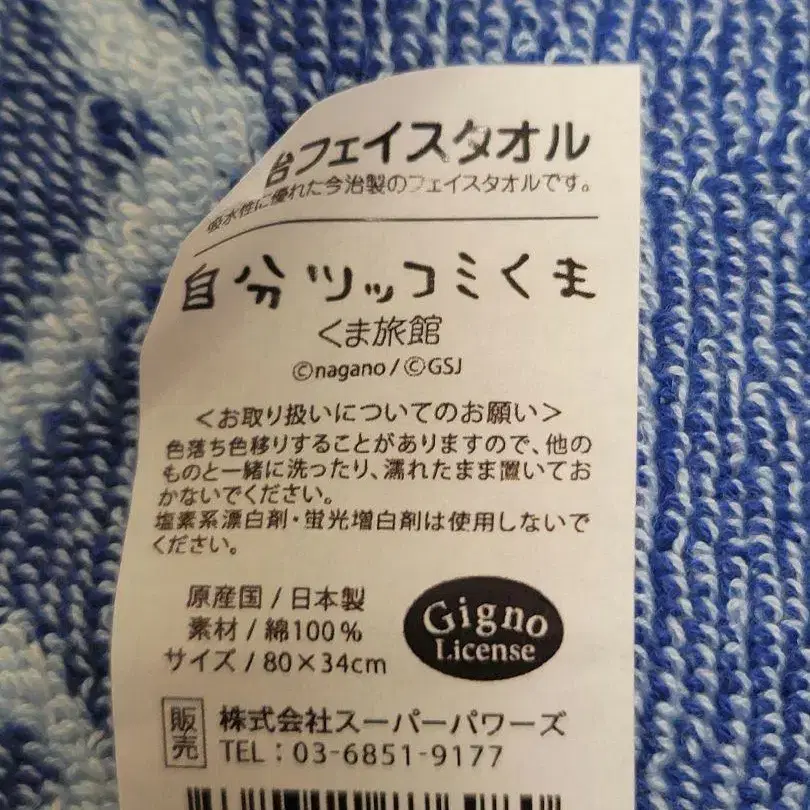 治フェイスタオル
吸水性に優れた今治製のフェイスタオルです。
自分ツッコミくま
くま旅館
©nagano/©GSJ
<お取り扱いについてのお願い>
色落ち色移りすることがありますので、他の
ものと一緒に洗ったり、濡れたまま置いてお
かないでください。
塩素系漂白剤・蛍光増白剤は使用しないで
ください。
原産国/日本製
素材/綿100%
サイズ/80×34cm
Gigno
License
販売
株式会社スーパーパワーズ
TEL：03-6851-9177